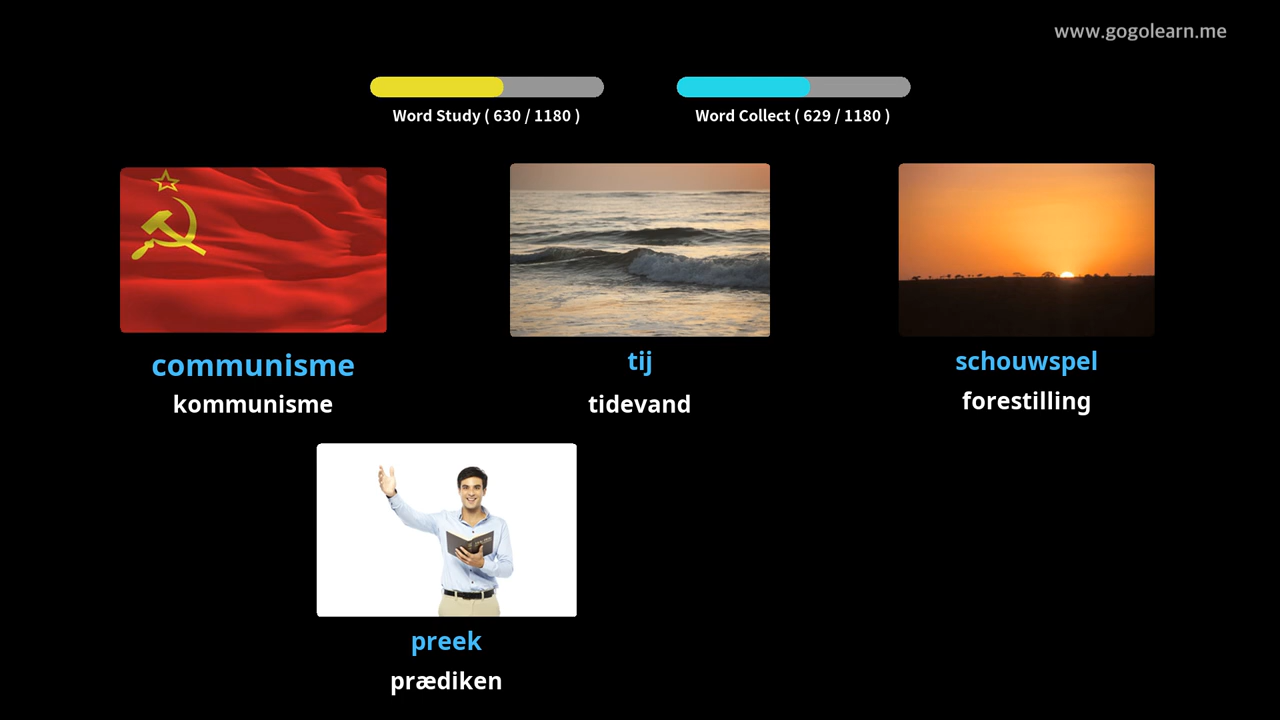 www.gogolearn.me
Word Study ( 630 / 1180 )
Word Collect ( 629 / 1180 )
communisme
kommunisme
tij
tidevand
schouwspel
forestilling
preek
prædiken